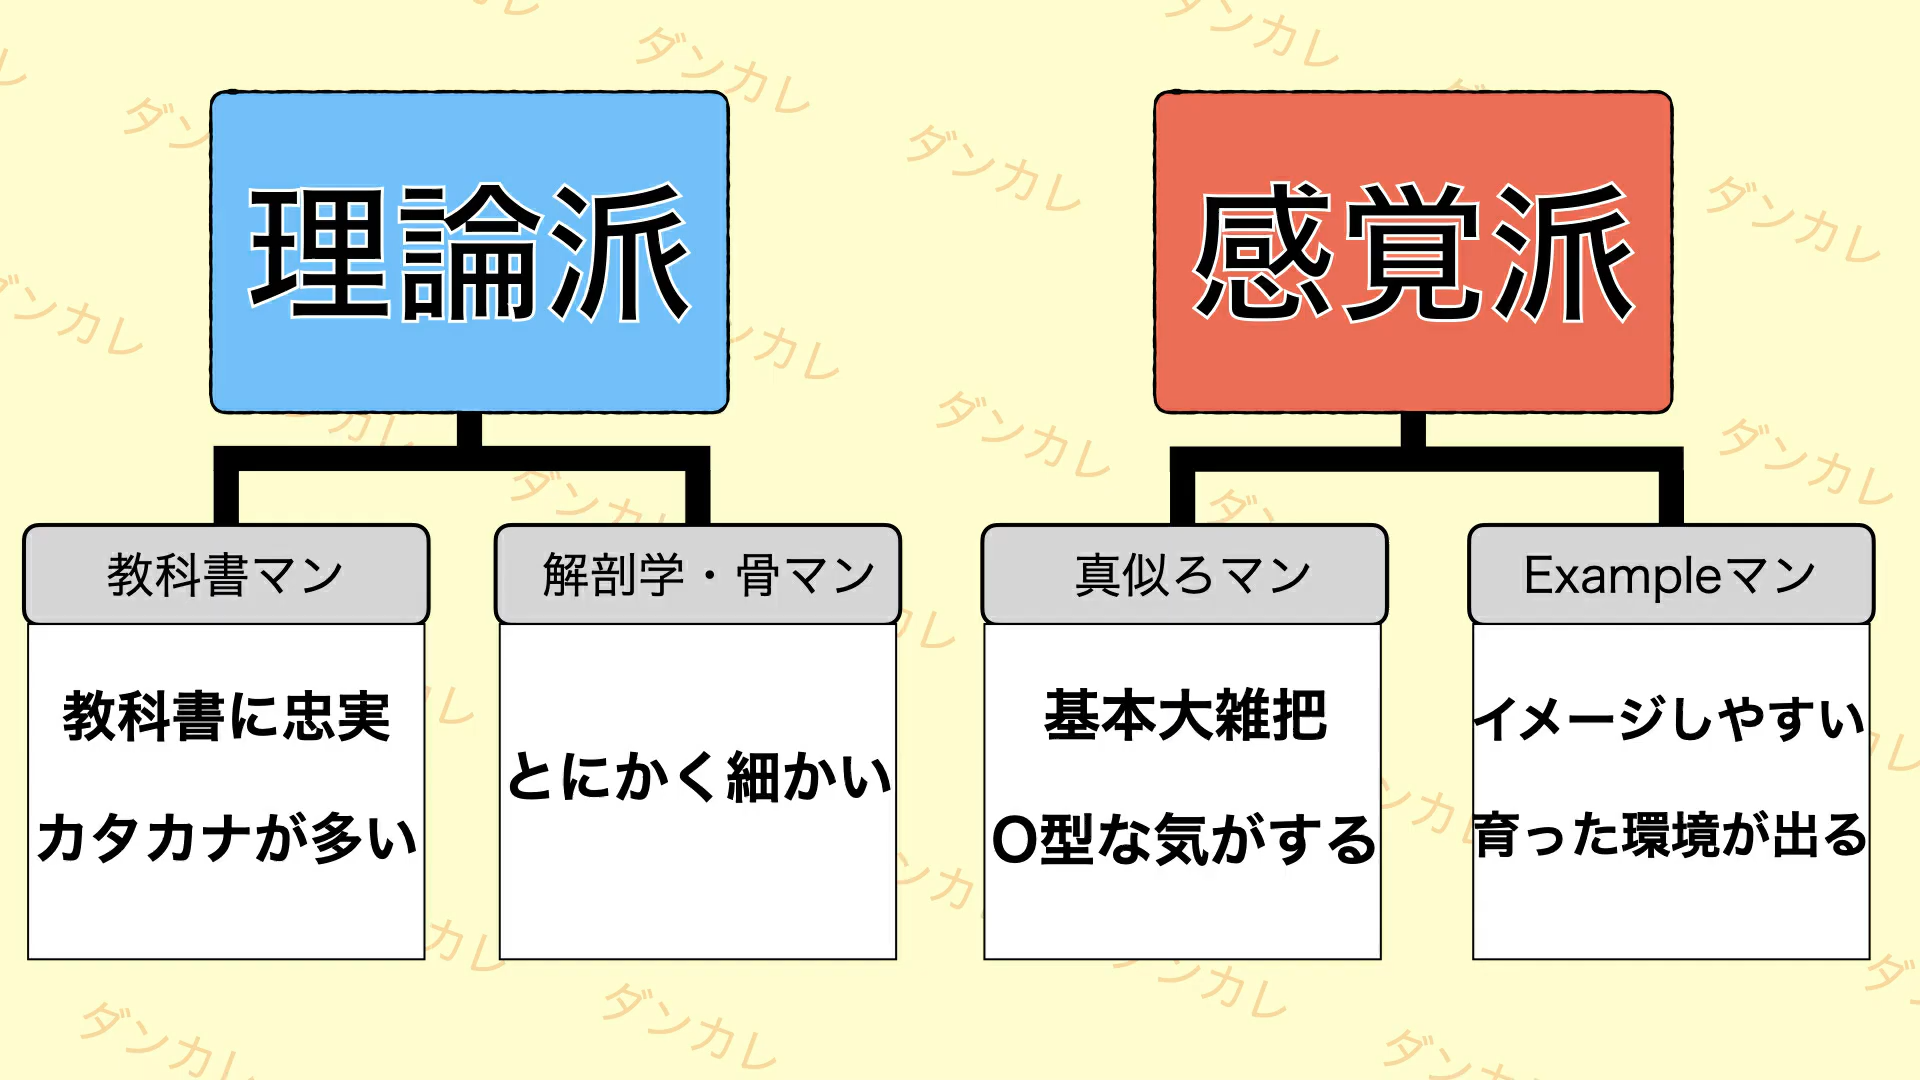 理論派
教科書マン
教科書に忠実
カタカナが多い
解剖学・骨マン
とにかく細かい
感覚派
真似ろマン
基本大雑把
O型な気がする
Exampleマン
イメージしやすい
育った環境が出る
ダンカレ